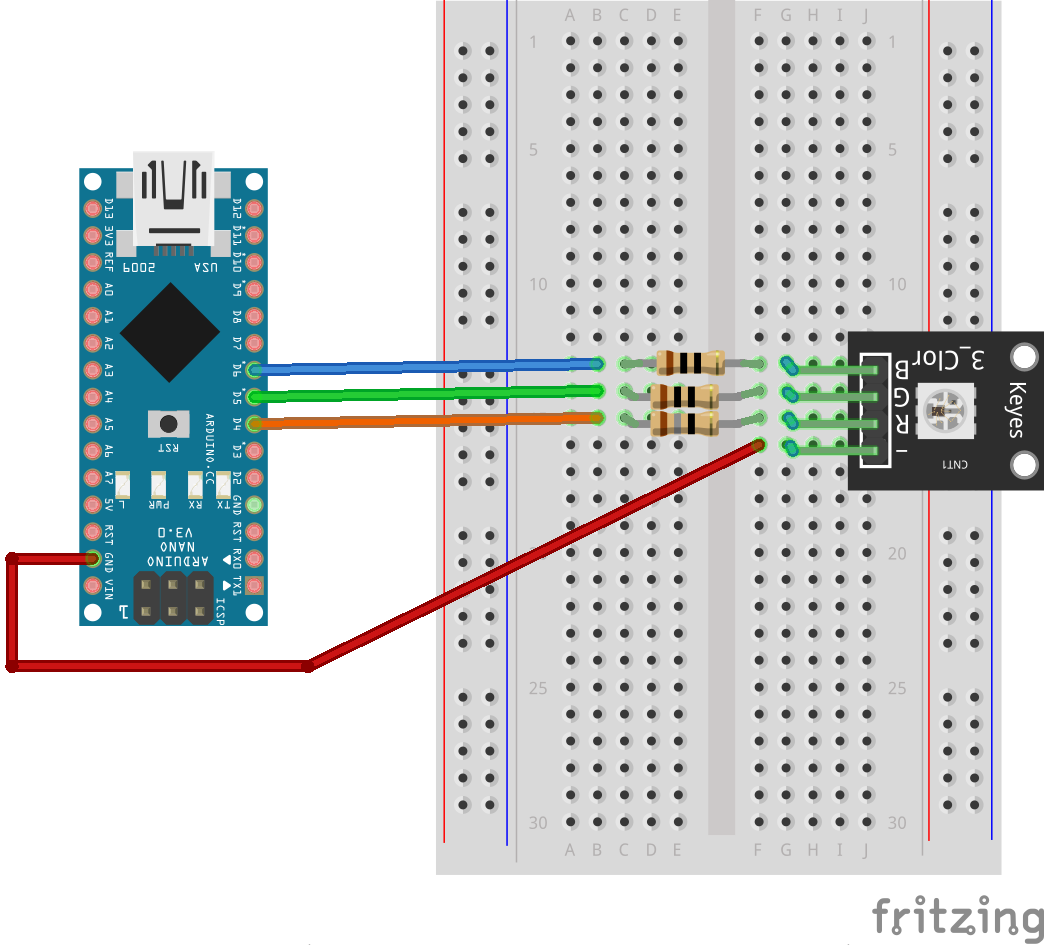 A B C D E F G H I J
1 1
5 5
10 10
20
25 25
30 30
A B C D E F G H I J
D13
3V3
REF
A0
A1
A2
A3
A4
A5
A6
A7
5V
RST
GND
VIN
D12
D11
D10
D9
D8
D7
D6
D5
D4
D3
D2
GND
RST
RX0
TX1
6005 USA
RST
ARDUINO.CC
L PWR RX TX
ARDUINO
NANO
V3.0
1
ICSP
3_Clor
B
G
R
-
Keyes
CNT1
fritzing